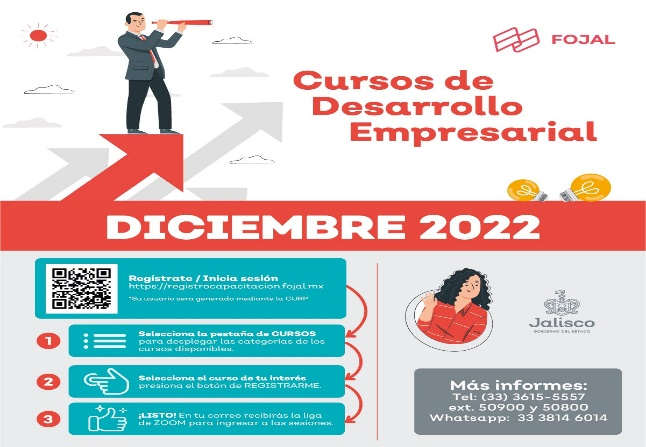 FOJAL
Cursos de
Desarrollo
Empresarial
DICIEMBRE 2022
Registrate / Inicia sesión
https://registrocapacitacion.fojal.mx
*Su usuario sera generado mediante la CURP
1
Selecciona la pestaña de CURSOS
para desplegar las categorías de los
cursos disponibles.
2
Selecciona el curso de tu interés
presiona el botón de REGISTRARME.
3
¡LISTO! En tu correo recibirás la liga
de ZOOM para ingresar a las sesiones.
Jalisco
GOBIERNO DEL ESTADO
Más informes:
Tel: (33) 3615-5557
ext. 50900 y 50800
Whatsapp: 33 3814 6014